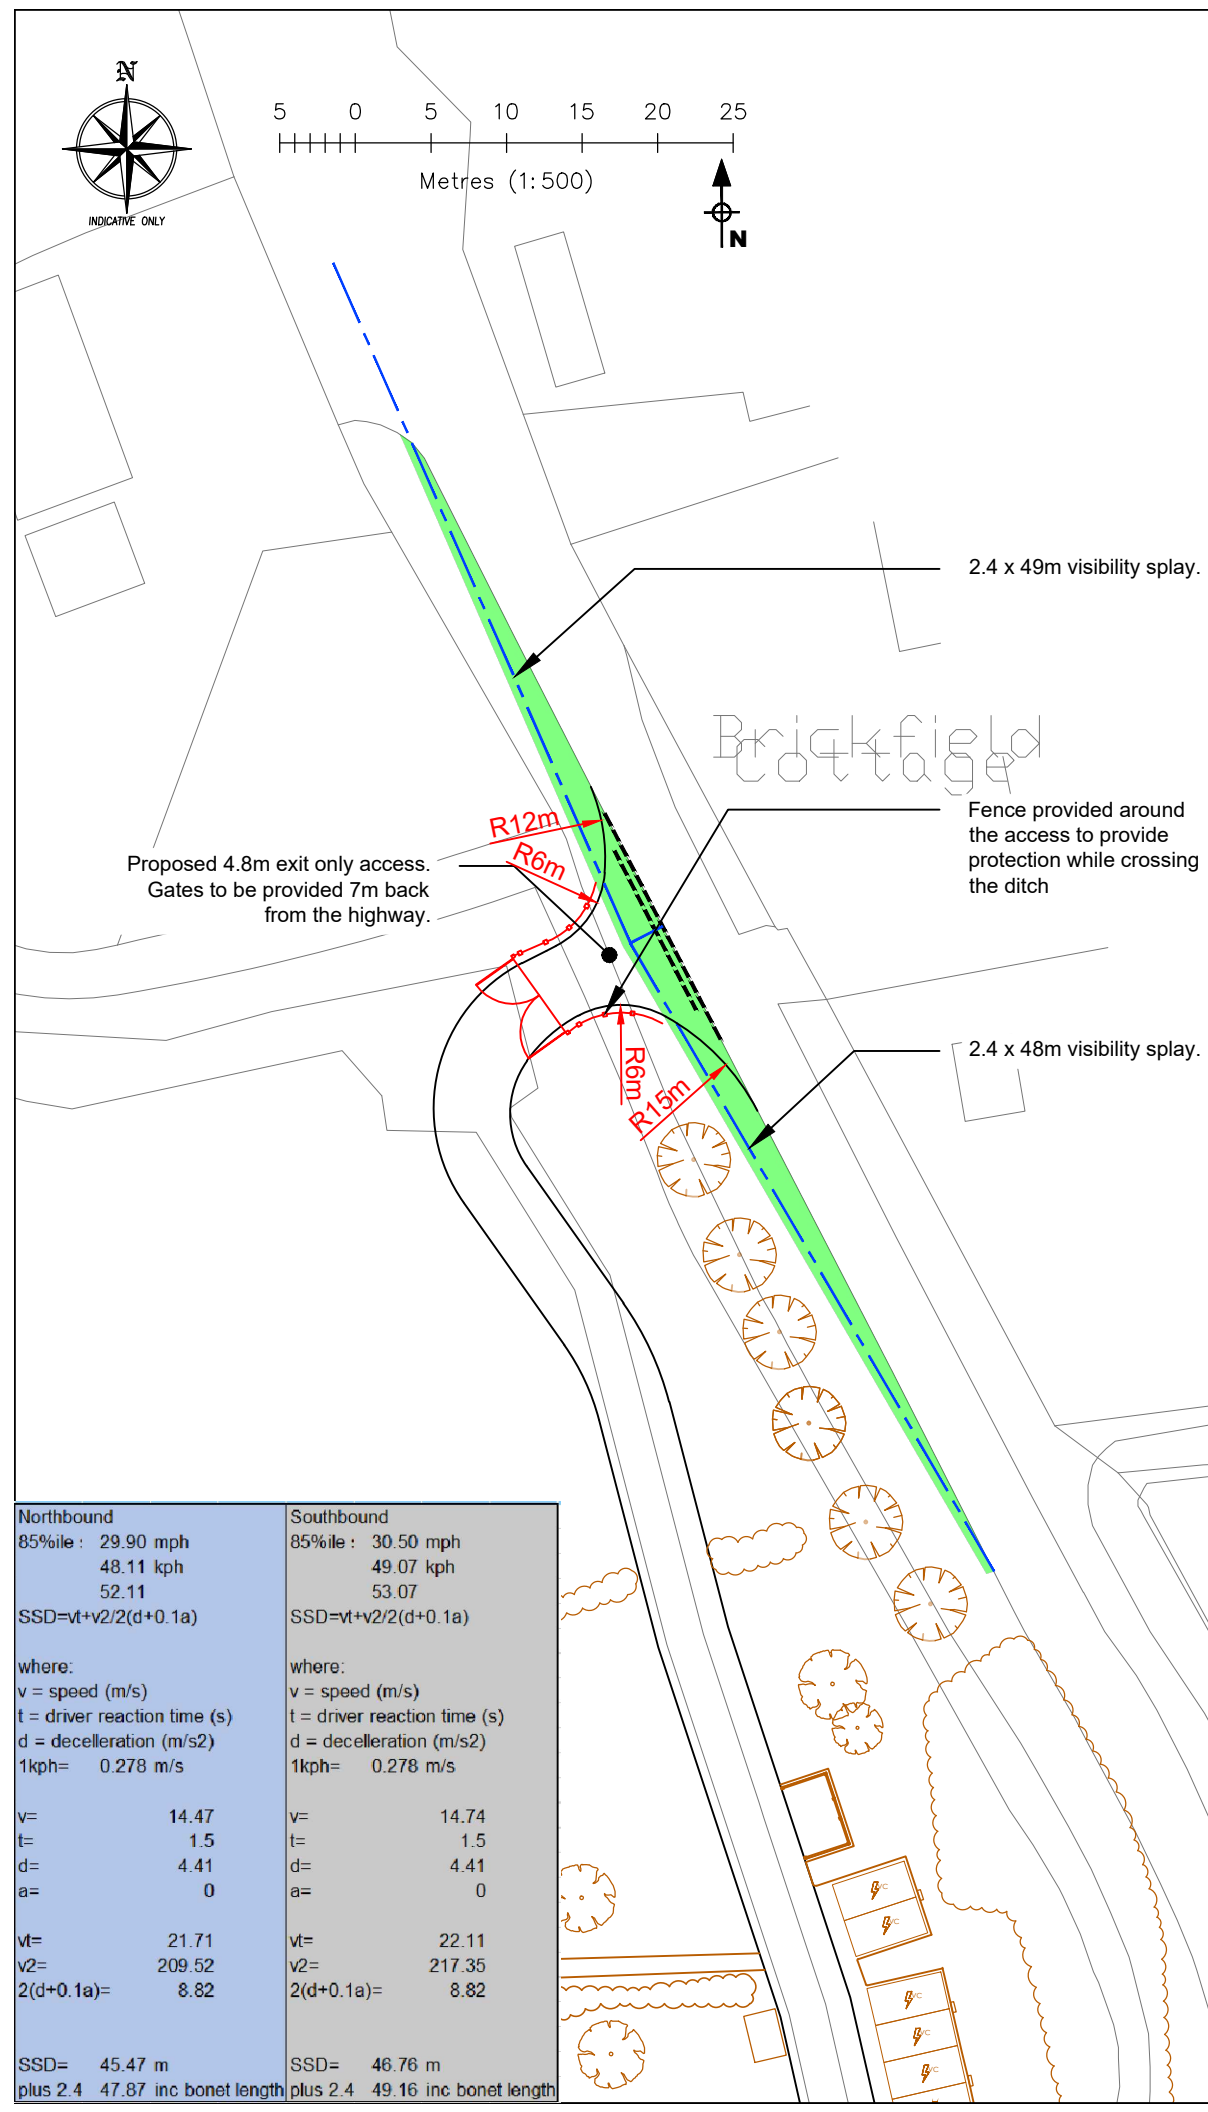 N
INDICATIVE ONLY
5 0 5 10 15 20 25
Metres (1:500)
N
2.4 x 49m visibility splay.
Brickfield
Cottage
Fence provided around
the access to provide
protection while crossing
the ditch
R12m
R6m
Proposed 4.8m exit only access.
Gates to be provided 7m back
from the highway.
2.4 x 48m visibility splay.
R6m
R15m
Northbound
85%ile : 29.90 mph
48.11 kph
52.11
SSD=vt+v2/2(d+0.1a)
where:
v = speed (m/s)
t = driver reaction time (s)
d = decelleration (m/s2)
1kph= 0.278 m/s
v= 14.47
t= 1.5
d= 4.41
a= 0
vt= 21.71
v2= 209.52
2(d+0.1a)= 8.82
SSD= 45.47 m
plus 2.4 47.87 inc bonet length
Southbound
85%ile : 30.50 mph
49.07 kph
53.07
SSD=vt+v2/2(d+0.1a)
where:
v = speed (m/s)
t = driver reaction time (s)
d = decelleration (m/s2)
1kph= 0.278 m/s
v= 14.74
t= 1.5
d= 4.41
a= 0
vt= 22.11
v2= 217.35
2(d+0.1a)= 8.82
SSD= 46.76 m
plus 2.4 49.16 inc bonet length